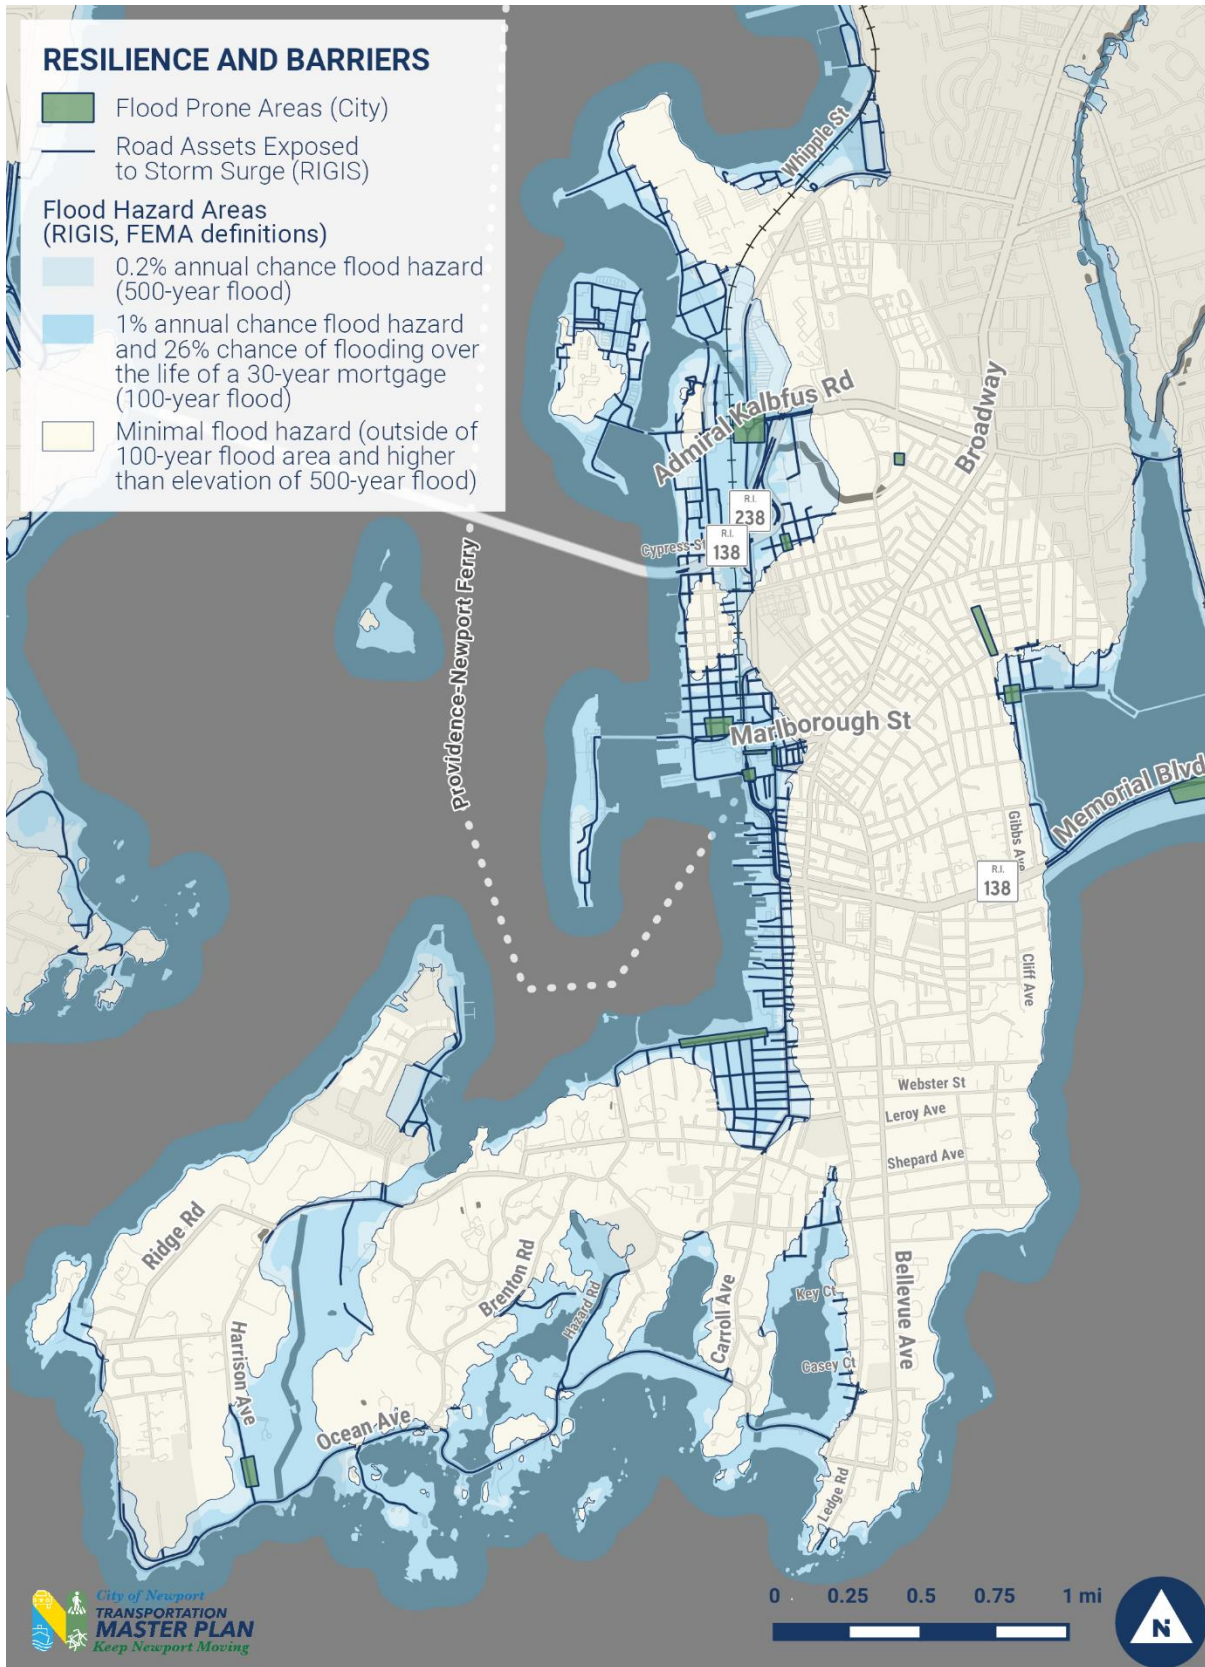 RESILIENCE AND BARRIERS
Flood Prone Areas (City)
Road Assets Exposed
to Storm Surge (RIGIS)
Flood Hazard Areas
(RIGIS, FEMA definitions)
0.2% annual chance flood hazard
(500-year flood)
1% annual chance flood hazard
and 26% chance of flooding over
the life of a 30-year mortgage
(100-year flood)
Minimal flood hazard (outside of
100-year flood area and higher
than elevation of 500-year flood)
Whipple St
Admiral Kalbfus Rd
Broadway
R.I.
238
R.I.
138
Cypress St
Providence-Newport Ferry
Marlborough St
Memorial Blvd
Gibbs Ave
R.I.
138
Cliff Ave
Webster St
Leroy Ave
Shepard Ave
Ridge Rd
Brenton Rd
Hazard Rd
Key Ct
Carroll Ave
Bellevue Ave
Harrison Ave
Casey Ct
Ocean Ave
Ledge Rd
City of Newport
TRANSPORTATION
MASTER PLAN
Keep Newport Moving
0 0.25 0.5 0.75 1 mi
N